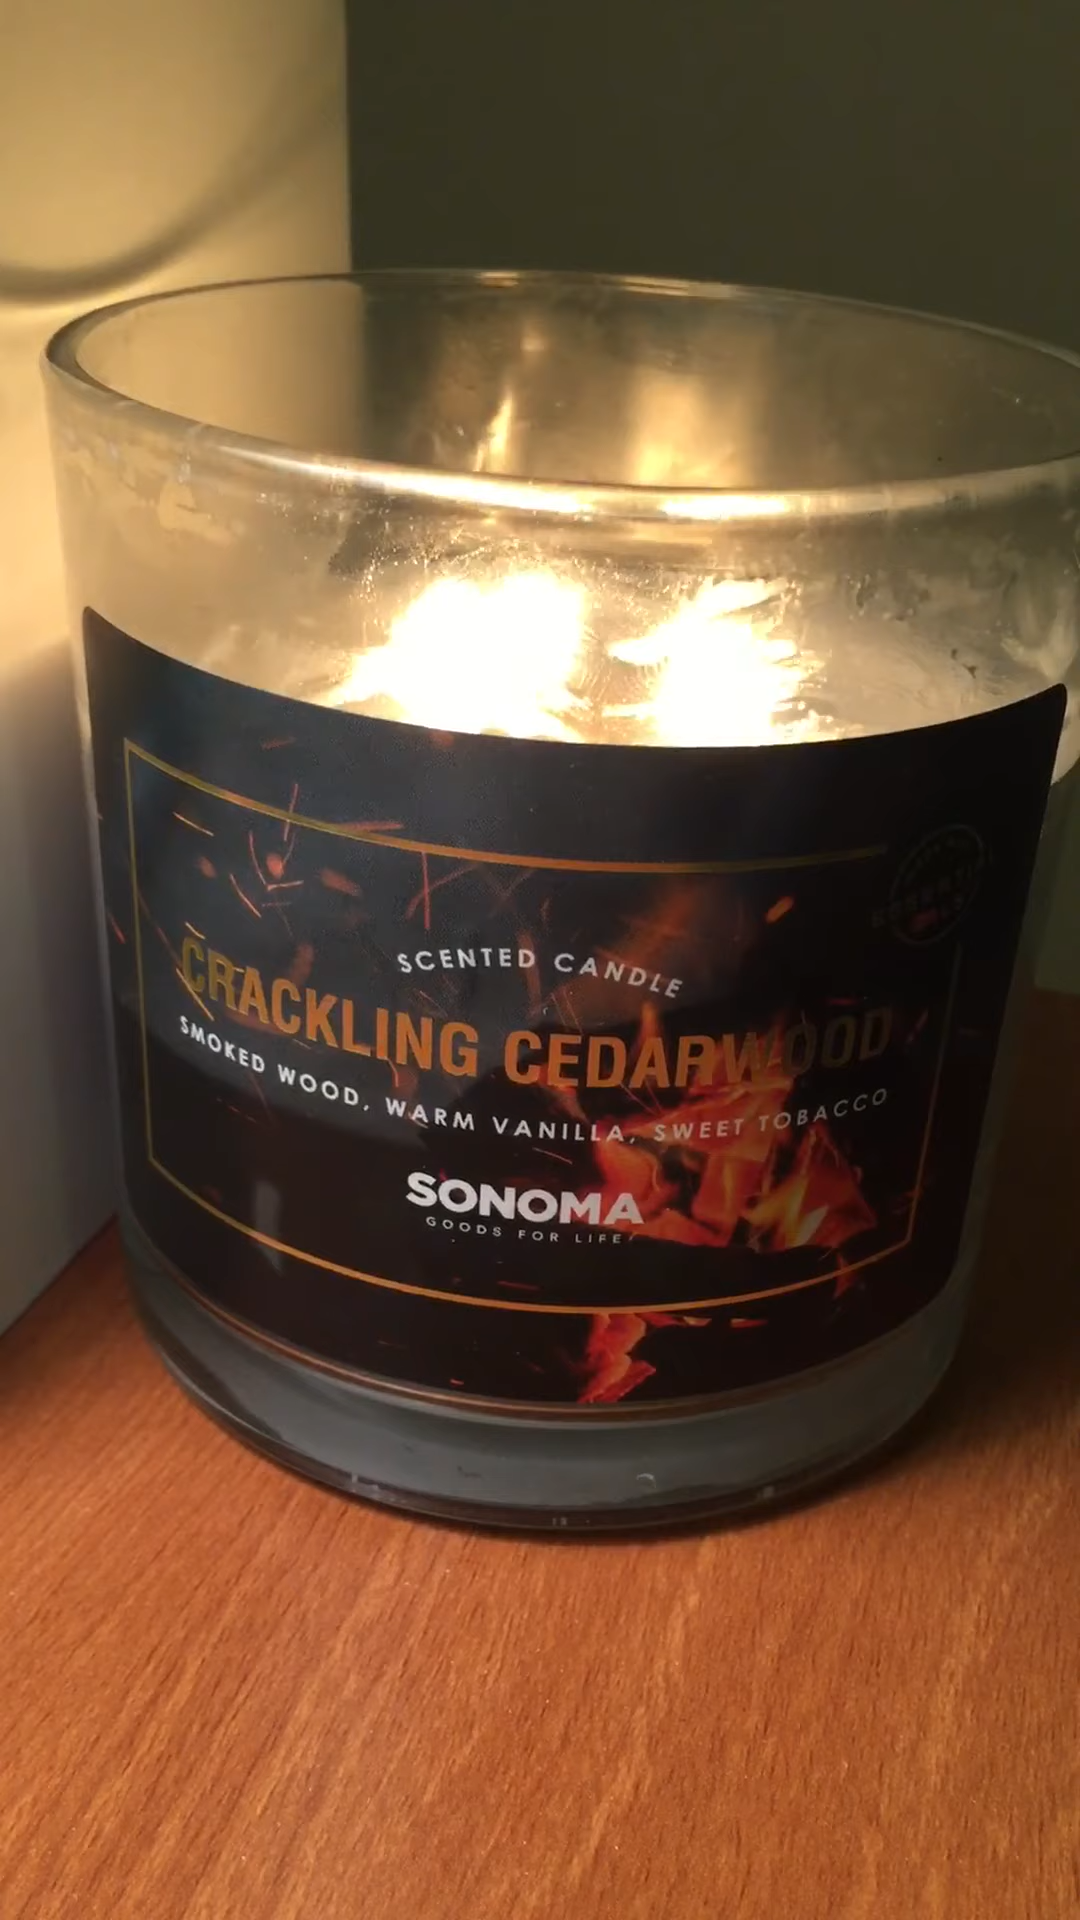 SCENTED CANDLE
CRACKLING CEDARWOOD
SMOKED WOOD, WARM VANILLA, SWEET TOBACCO
SONOMA
GOODS FOR LIFE